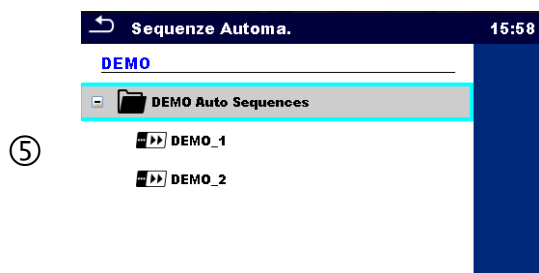 Sequenze Automa. 15:58
DEMO
DEMO Auto Sequences
⑤
DEMO_1
DEMO_2